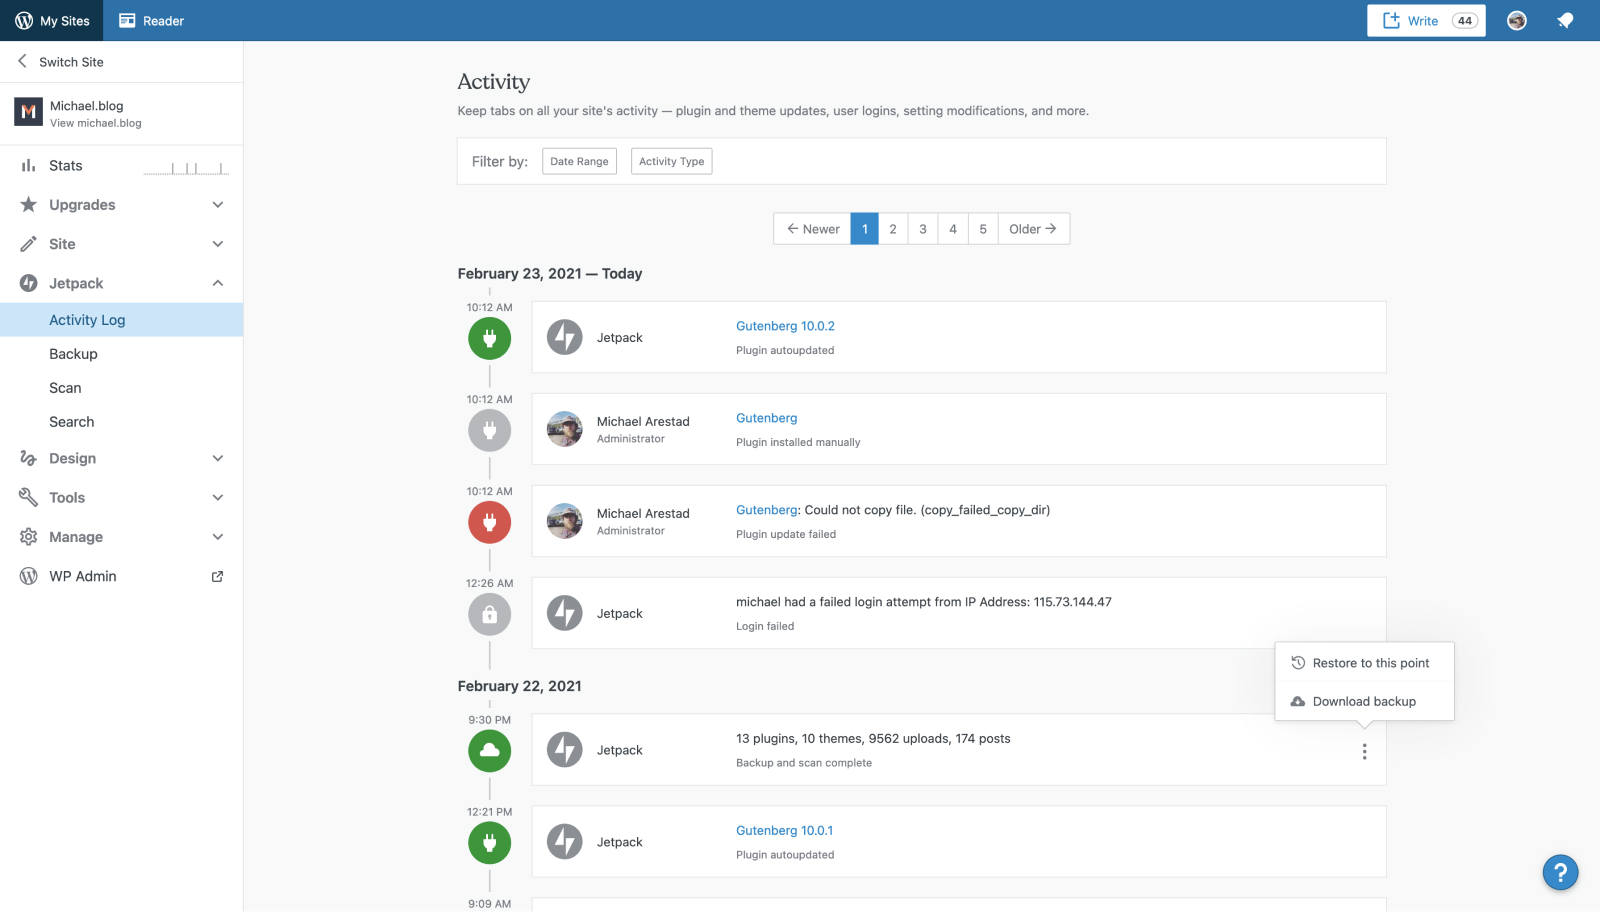 My Sites
Reader
Write 44
Switch Site
Michael.blog
View michael.blog
Stats
Upgrades
Site
Jetpack
Activity Log
Backup
Scan
Search
Design
Tools
Manage
WP Admin
Activity
Keep tabs on all your site's activity — plugin and theme updates, user logins, setting modifications, and more.
Filter by: Date Range Activity Type
← Newer 1 2 3 4 5 Older →
February 23, 2021 — Today
10:12 AM
Jetpack
Gutenberg 10.0.2
Plugin autoupdated
10:12 AM
Michael Arestad
Administrator
Gutenberg
Plugin installed manually
10:12 AM
Michael Arestad
Administrator
Gutenberg: Could not copy file. (copy_failed_copy_dir)
Plugin update failed
12:26 AM
Jetpack
michael had a failed login attempt from IP Address: 115.73.144.47
Login failed
Restore to this point
Download backup
February 22, 2021
9:30 PM
Jetpack
13 plugins, 10 themes, 9562 uploads, 174 posts
Backup and scan complete
12:21 PM
Jetpack
Gutenberg 10.0.1
Plugin autoupdated
9:09 AM
?